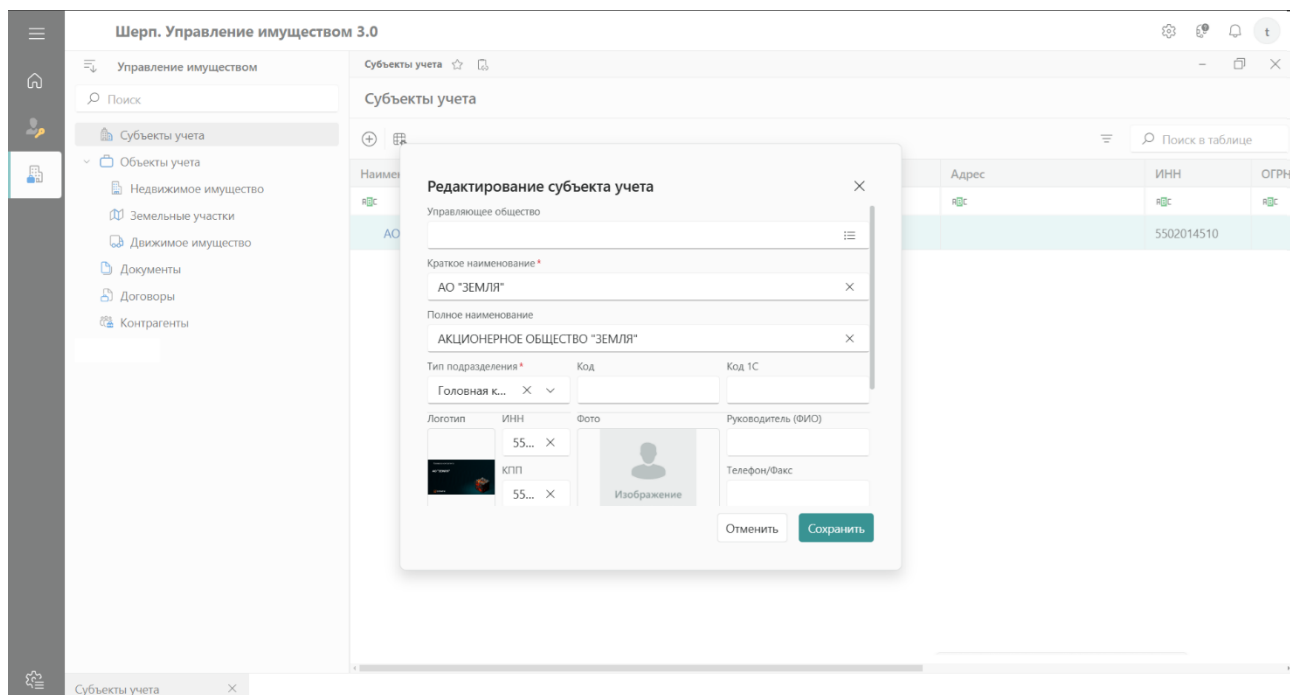 Шерп. Управление имуществом 3.0
t
Управление имуществом
Поиск
Субъекты учета
Объекты учета
Недвижимое имущество
Земельные участки
Движимое имущество
Документы
Договоры
Контрагенты
Субъекты учета
Субъекты учета
Поиск в таблице
Наимен
Адрес
ИНН
ОГРН
АО
5502014510
Редактирование субъекта учета
Управляющее общество
Краткое наименование *
АО "ЗЕМЛЯ"
Полное наименование
АКЦИОНЕРНОЕ ОБЩЕСТВО "ЗЕМЛЯ"
Тип подразделения *
Код
Код 1С
Головная к...
Логотип
ИНН
Фото
Руководитель (ФИО)
55...
КПП
Телефон/Факс
55...
Изображение
Отменить
Сохранить
Субъекты учета